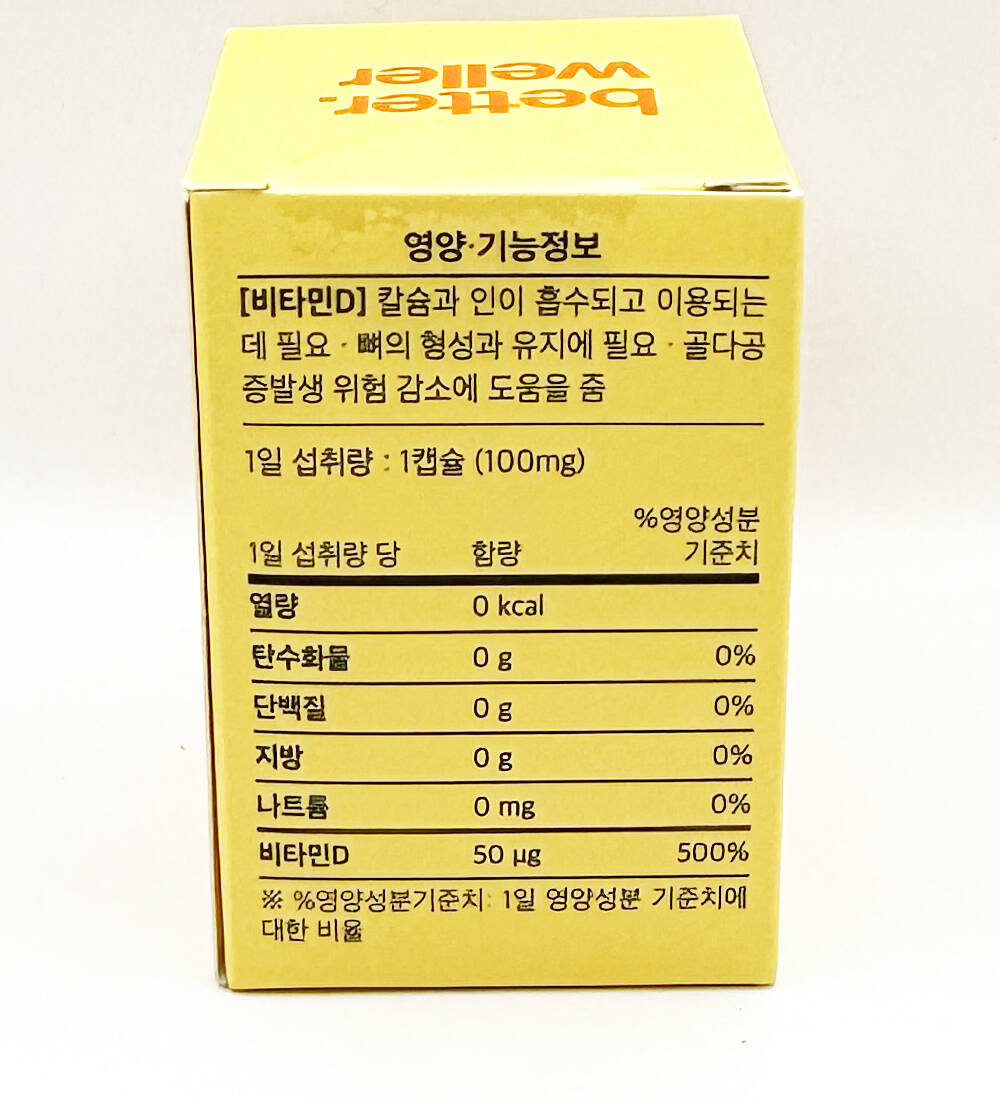 better-
weller
영양·기능정보
[비타민D] 칼슘과 인이 흡수되고 이용되는
데 필요 · 뼈의 형성과 유지에 필요 · 골다공
증발생 위험 감소에 도움을 줌
1일 섭취량 : 1캡슐 (100mg)
%영양성분
1일 섭취량 당 함량 기준치
열량 0 kcal
탄수화물 0 g 0%
단백질 0 g 0%
지방 0 g 0%
나트륨 0 mg 0%
비타민D 50 µg 500%
※ %영양성분기준치: 1일 영양성분 기준치에
대한 비율